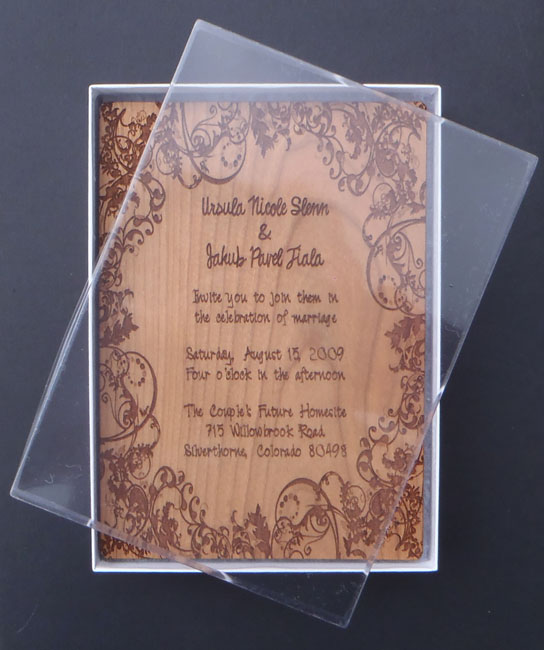 Ursula Nicole Slenn
&
Jakub Pavel Fiala
Invite you to join them in
the celebration of marriage
Saturday, August 15, 2009
Four o'clock in the afternoon
The Couple's Future Homesite
715 Willowbrook Road
Silverthorne, Colorado 80498